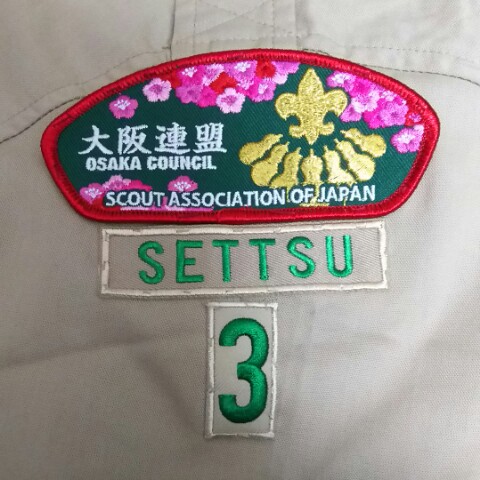 大阪連盟
OSAKA COUNCIL
SCOUT ASSOCIATION OF JAPAN
SETTSU
3